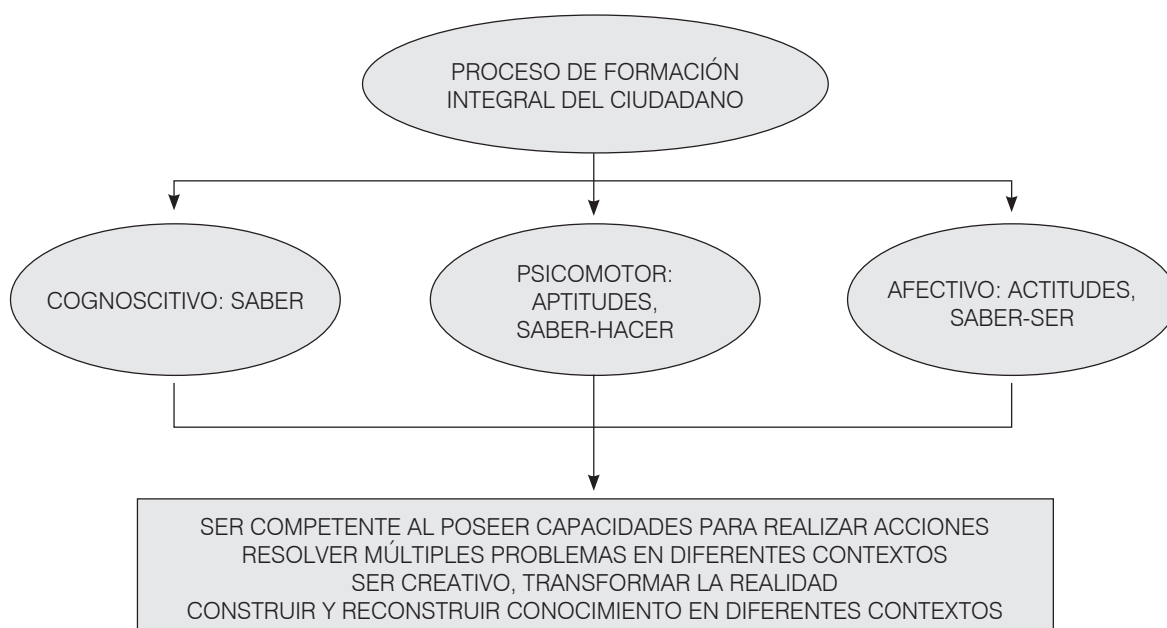 PROCESO DE FORMACIÓN
INTEGRAL DEL CIUDADANO
COGNOSCITIVO: SABER
PSICOMOTOR:
APTITUDES,
SABER-HACER
AFECTIVO: ACTITUDES,
SABER-SER
SER COMPETENTE AL POSEER CAPACIDADES PARA REALIZAR ACCIONES
RESOLVER MÚLTIPLES PROBLEMAS EN DIFERENTES CONTEXTOS
SER CREATIVO, TRANSFORMAR LA REALIDAD
CONSTRUIR Y RECONSTRUIR CONOCIMIENTO EN DIFERENTES CONTEXTOS